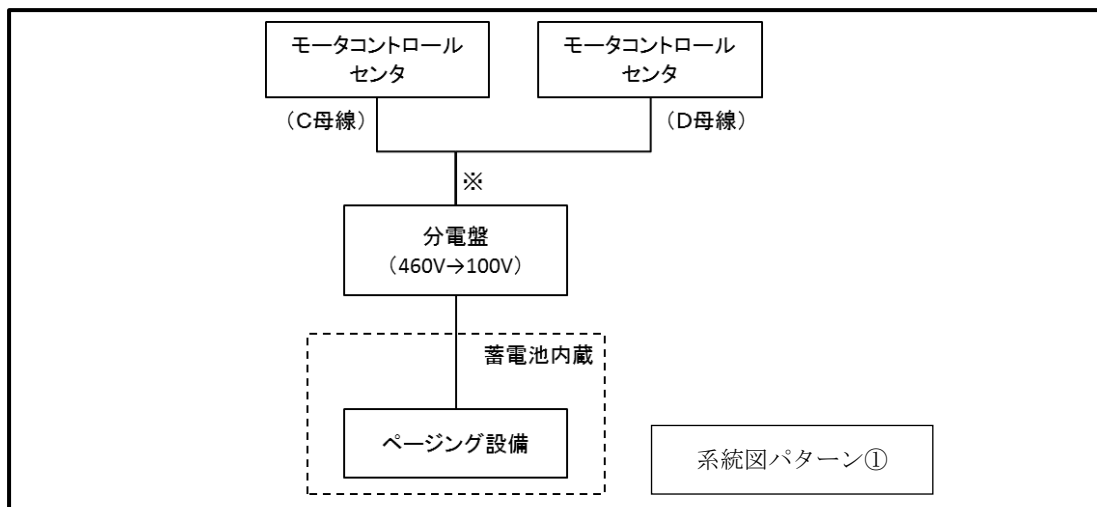 モータコントロール
センタ
モータコントロール
センタ
（C母線）
（D母線）
※
分電盤
（460V→100V）
蓄電池内蔵
ページング設備
系統図パターン①